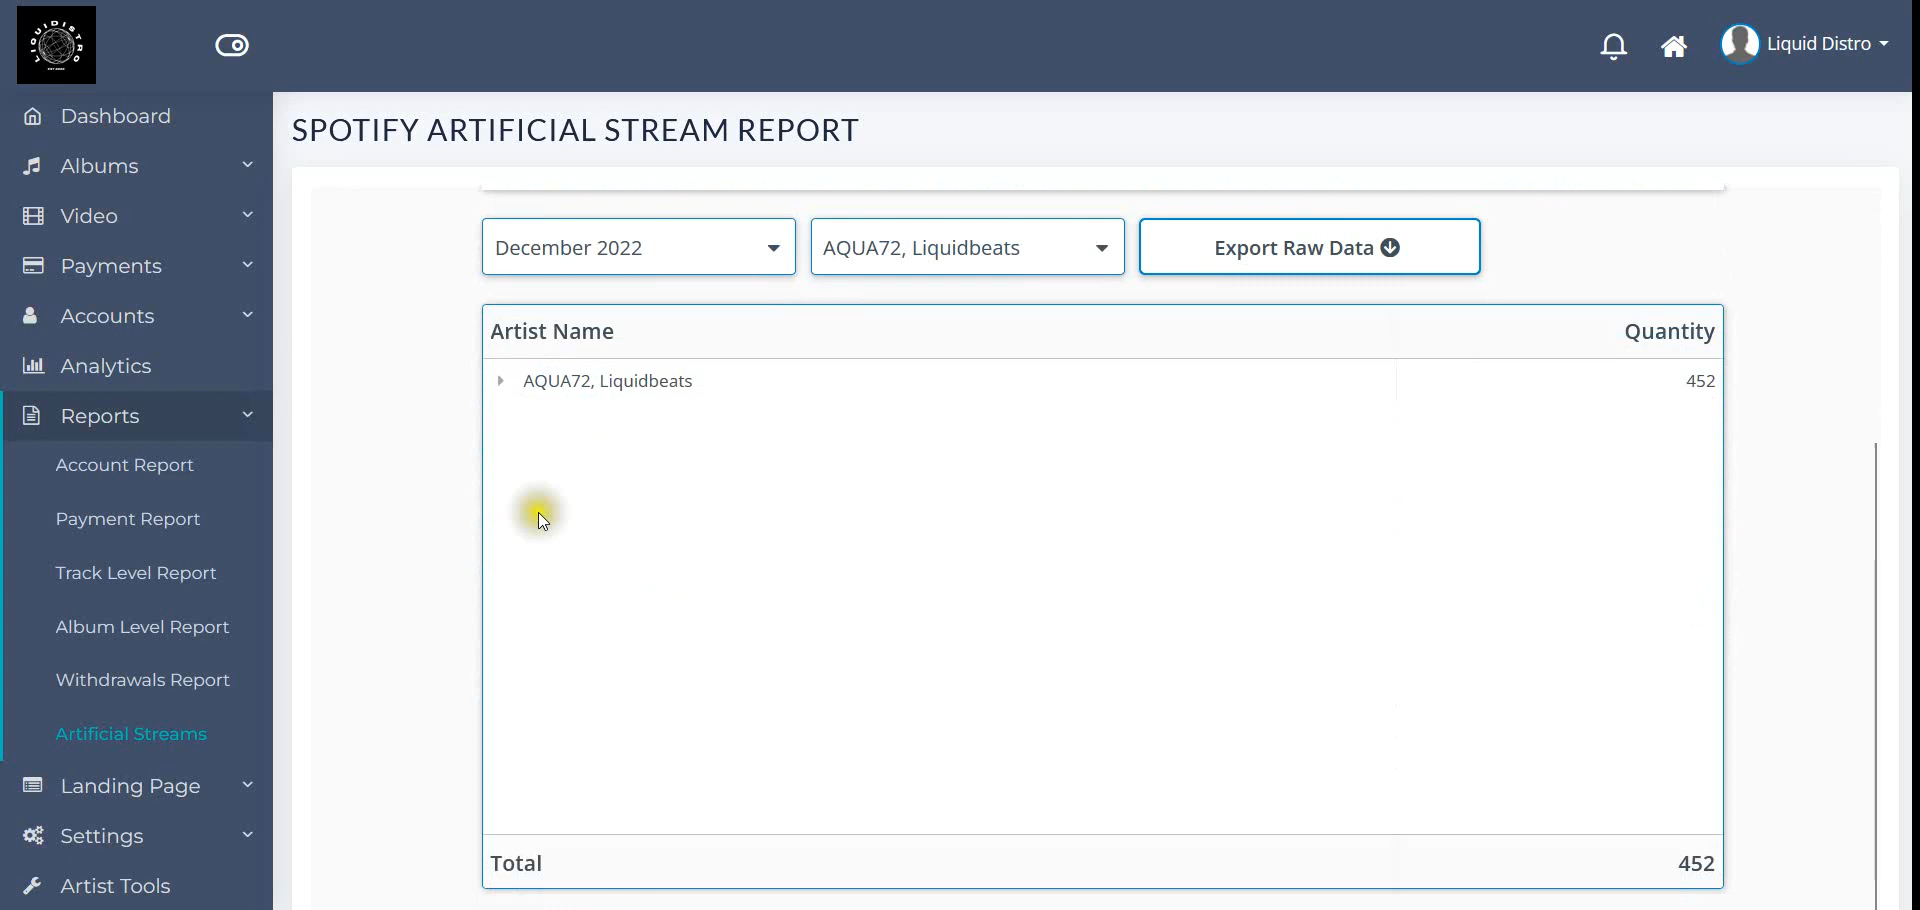 LIQUIDISTRO
Liquid Distro
Dashboard
Albums
Video
Payments
Accounts
Analytics
Reports
Account Report
Payment Report
Track Level Report
Album Level Report
Withdrawals Report
Artificial Streams
Landing Page
Settings
Artist Tools
SPOTIFY ARTIFICIAL STREAM REPORT
December 2022
AQUA72, Liquidbeats
Export Raw Data
Artist Name Quantity
AQUA72, Liquidbeats 452
Total 452